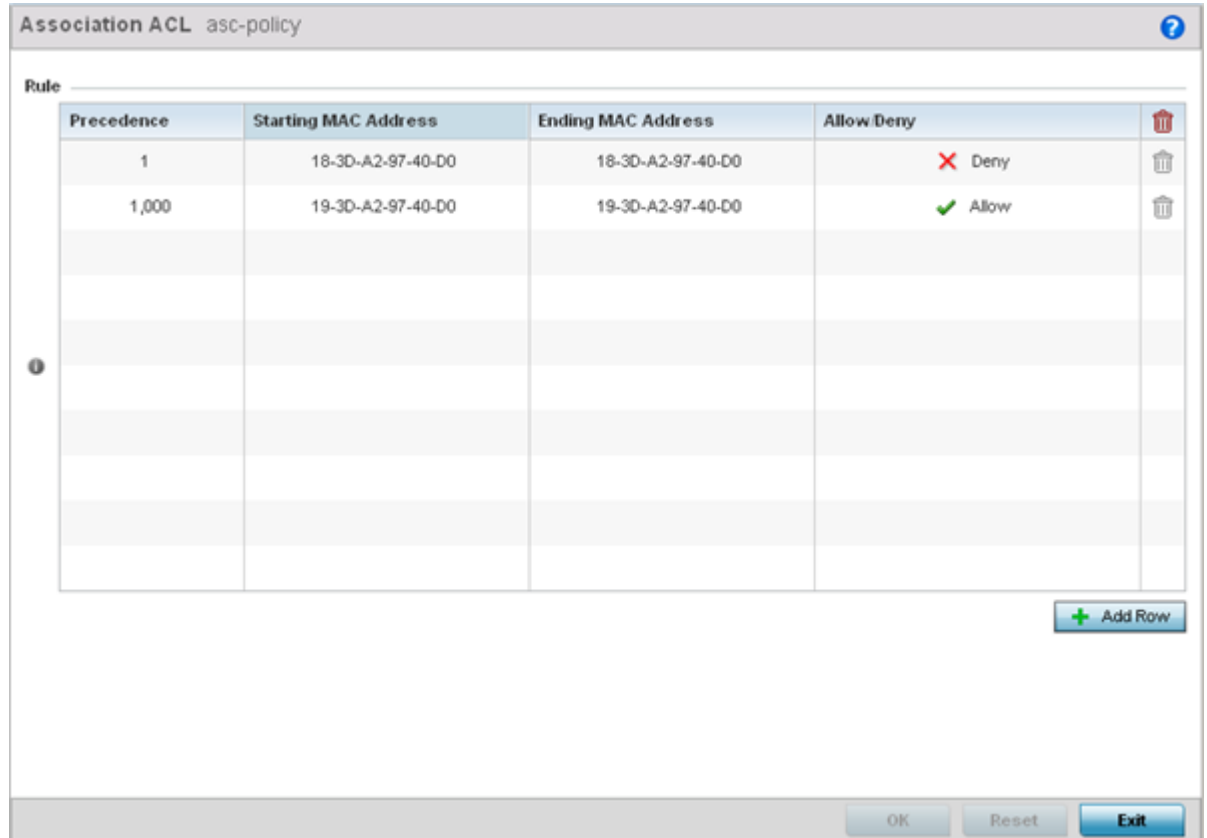 Association ACL asc-policy
Rule
Precedence Starting MAC Address Ending MAC Address Allow/Deny
1 18-3D-A2-97-40-D0 18-3D-A2-97-40-D0 Deny
1,000 19-3D-A2-97-40-D0 19-3D-A2-97-40-D0 Allow
Add Row
OK Reset Exit